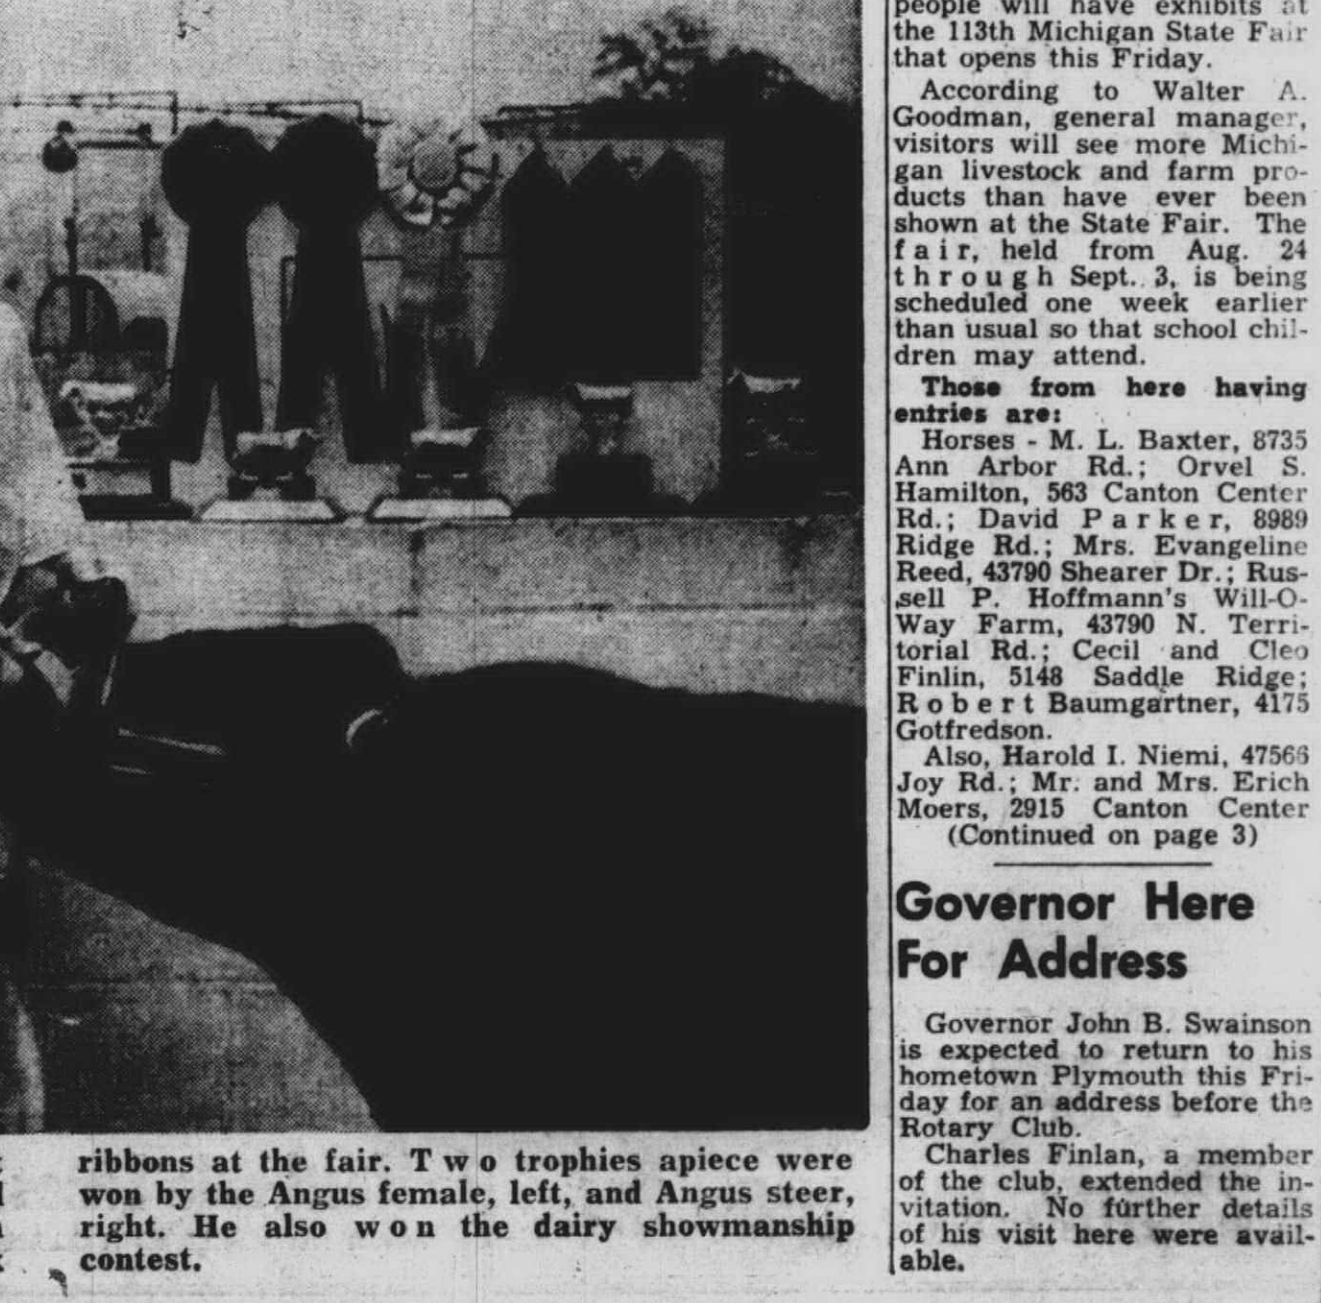 people will have exhibits at
the 113th Michigan State Fair
that opens this Friday.
According to Walter A.
Goodman, general manager,
visitors will see more Michi-
gan livestock and farm pro-
ducts than have ever been
shown at the State Fair. The
fair, held from Aug. 24
through Sept. 3, is being
scheduled one week earlier
than usual so that school chil-
dren may attend.
Those from here having
entries are:
Horses - M. L. Baxter, 8735
Ann Arbor Rd.; Orvel S.
Hamilton, 563 Canton Center
Rd.; David Parker, 8989
Ridge Rd.; Mrs. Evangeline
Reed, 43790 Shearer Dr.; Rus-
sell P. Hoffmann's Will-O-
Way Farm, 43790 N. Terri-
torial Rd.; Cecil and Cleo
Finlin, 5148 Saddle Ridge;
Robert Baumgartner, 4175
Gotfredson.
Also, Harold I. Niemi, 47566
Joy Rd.; Mr. and Mrs. Erich
Moers, 2915 Canton Center
(Continued on page 3)
Governor Here
For Address
Governor John B. Swainson
is expected to return to his
hometown Plymouth this Fri-
day for an address before the
Rotary Club.
Charles Finlan, a member
of the club, extended the in-
vitation. No further details
of his visit here were avail-
able.
ribbons at the fair. Two trophies apiece were
won by the Angus female, left, and Angus steer,
right. He also won the dairy showmanship
contest.